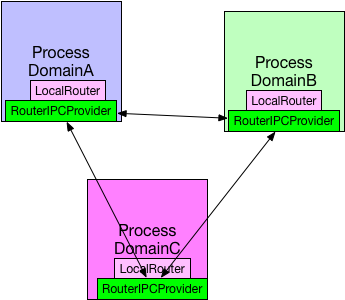 Process
DomainA
LocalRouter
RouterIPCProvider
Process
DomainB
LocalRouter
RouterIPCProvider
Process
DomainC
LocalRouter
RouterIPCProvider